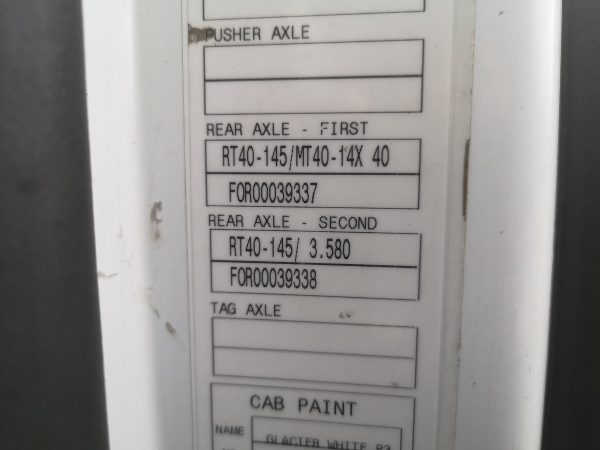 PUSHER AXLE
REAR AXLE - FIRST
RT40-145/MT40-14X 40
FOR00039337
REAR AXLE - SECOND
RT40-145/ 3.580
FOR00039338
TAG AXLE
CAB PAINT
NAME
GLACIER WHITE P3